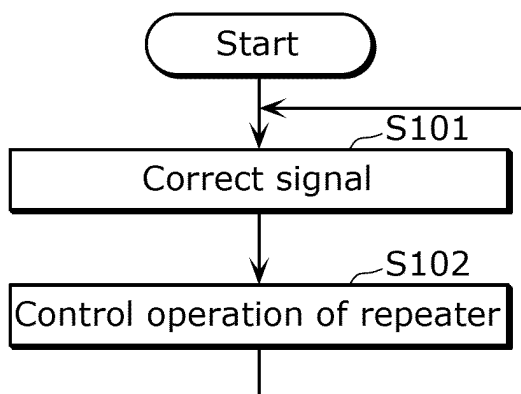 Start
S101
Correct signal
S102
Control operation of repeater